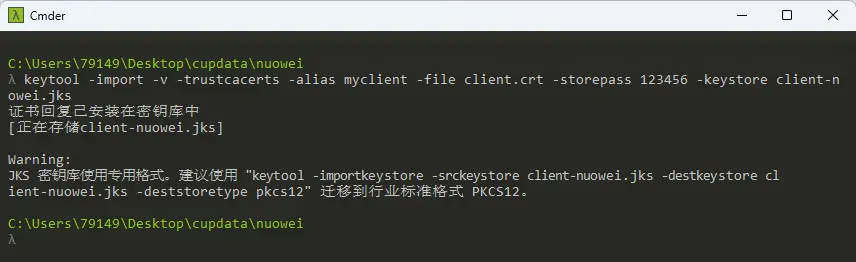 Cmder
C:\Users\79149\Desktop\cupdata\nuowei
λ keytool -import -v -trustcacerts -alias myclient -file client.crt -storepass 123456 -keystore client-n
owei.jks
证书回复已安装在密钥库中
[正在存储client-nuowei.jks]
Warning:
JKS 密钥库使用专用格式。建议使用 "keytool -importkeystore -srckeystore client-nuowei.jks -destkeystore cl
ient-nuowei.jks -deststoretype pkcs12" 迁移到行业标准格式 PKCS12。
C:\Users\79149\Desktop\cupdata\nuowei
λ